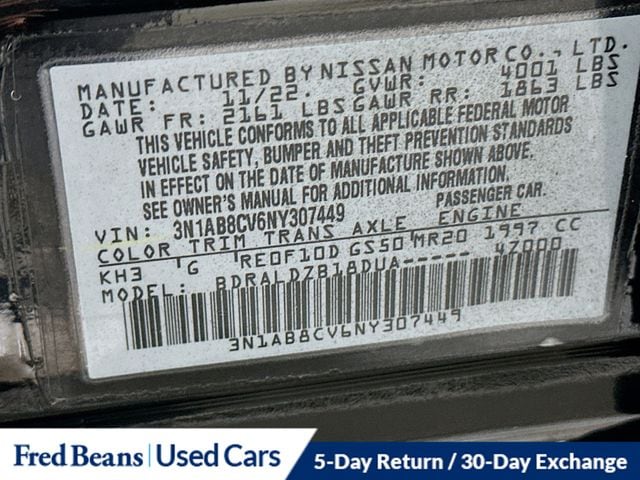 MANUFACTURED BY NISSAN MOTOR CO., LTD.
DATE: 11/22. GVWR: 4001 LBS
GAWR FR: 2161 LBS GAWR RR: 1863 LBS
THIS VEHICLE CONFORMS TO ALL APPLICABLE FEDERAL MOTOR
VEHICLE SAFETY, BUMPER AND THEFT PREVENTION STANDARDS
IN EFFECT ON THE DATE OF MANUFACTURE SHOWN ABOVE.
SEE OWNER'S MANUAL FOR ADDITIONAL INFORMATION.
VIN: 3N1AB8CV6NY307449 PASSENGER CAR.
COLOR TRIM TRANS AXLE ENGINE
KH3 G RE0F10D GS50 MR20 1997 CC
MODEL: BDRALDZB18DUA----- 4Z000
3N1AB8CV6NY307449
Fred Beans | Used Cars 5-Day Return / 30-Day Exchange